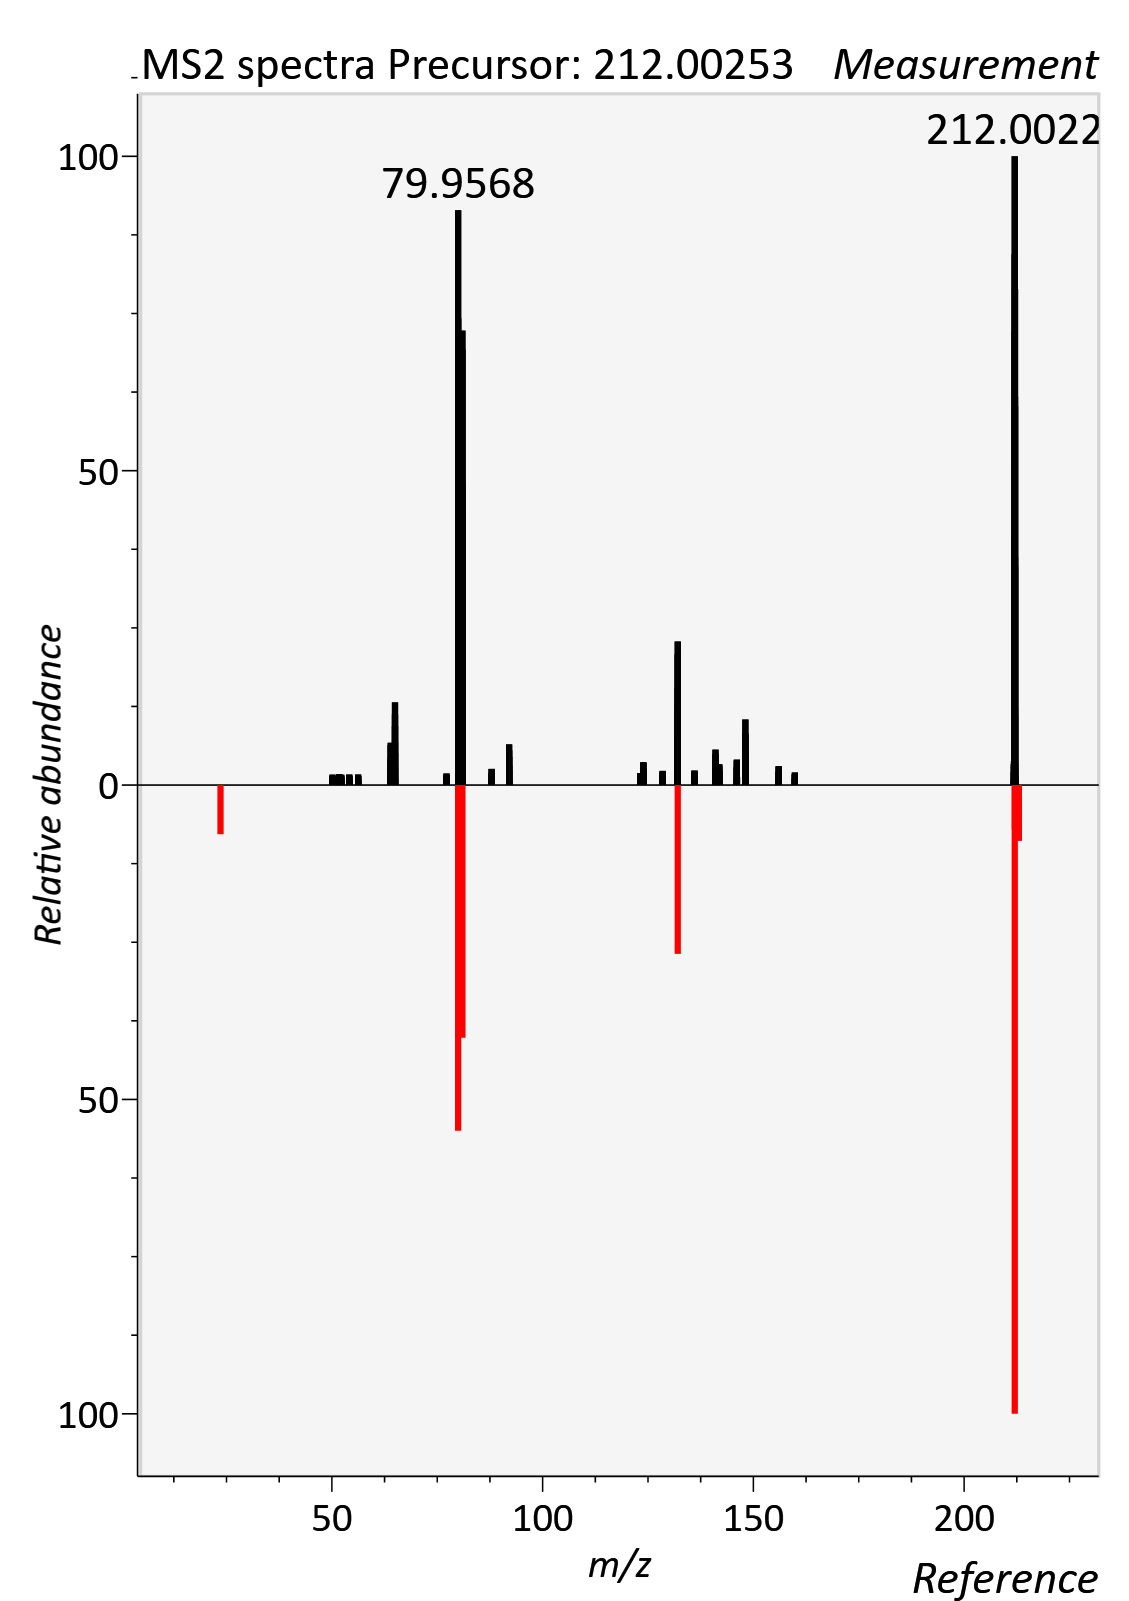 MS2 spectra Precursor: 212.00253 Measurement
212.0022
79.9568
100
50
0
50
100
Relative abundance
50 100 150 200
m/z
Reference